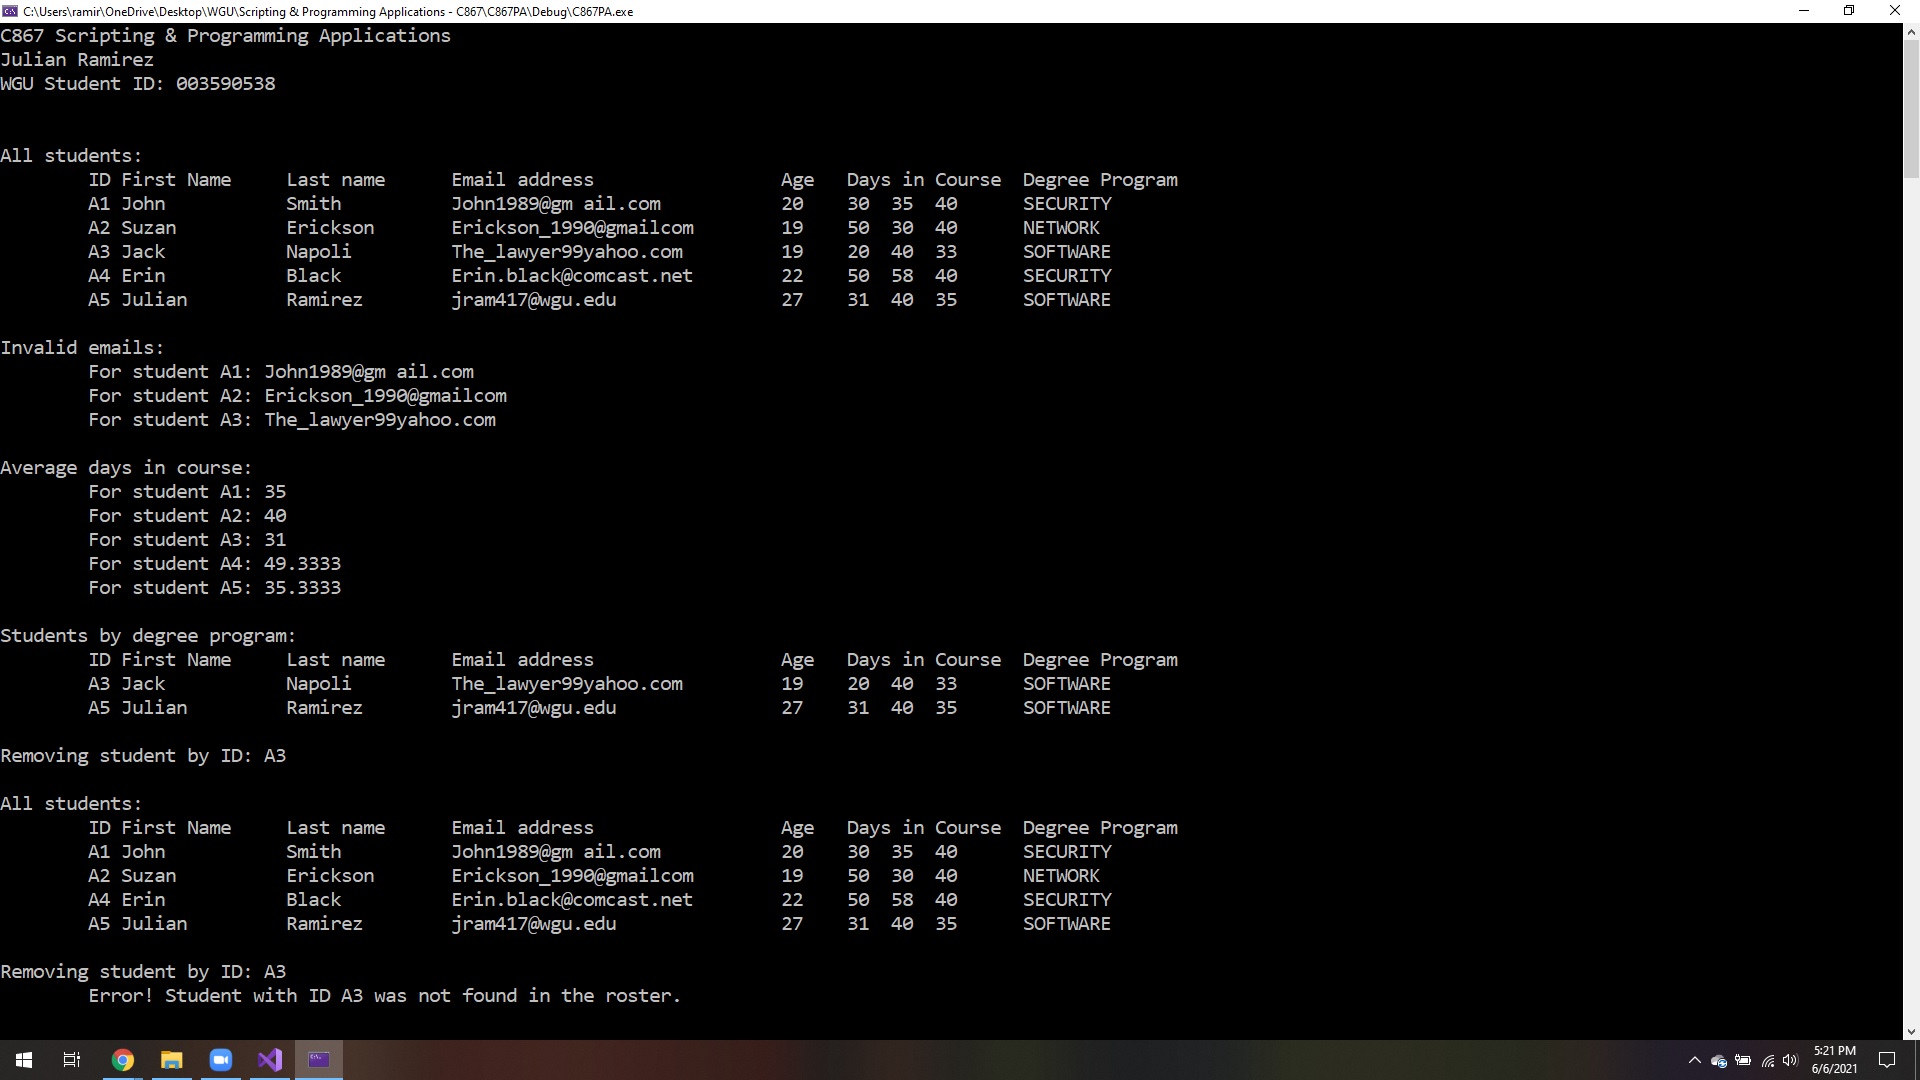 C:\Users\ramir\OneDrive\Desktop\WGU\Scripting & Programming Applications - C867\C867PA\Debug\C867PA.exe
C867 Scripting & Programming Applications
Julian Ramirez
WGU Student ID: 003590538
All students:
ID First Name Last name Email address Age Days in Course Degree Program
A1 John Smith John1989@gm ail.com 20 30 35 40 SECURITY
A2 Suzan Erickson Erickson_1990@gmailcom 19 50 30 40 NETWORK
A3 Jack Napoli The_lawyer99yahoo.com 19 20 40 33 SOFTWARE
A4 Erin Black Erin.black@comcast.net 22 50 58 40 SECURITY
A5 Julian Ramirez jram417@wgu.edu 27 31 40 35 SOFTWARE
Invalid emails:
For student A1: John1989@gm ail.com
For student A2: Erickson_1990@gmailcom
For student A3: The_lawyer99yahoo.com
Average days in course:
For student A1: 35
For student A2: 40
For student A3: 31
For student A4: 49.3333
For student A5: 35.3333
Students by degree program:
ID First Name Last name Email address Age Days in Course Degree Program
A3 Jack Napoli The_lawyer99yahoo.com 19 20 40 33 SOFTWARE
A5 Julian Ramirez jram417@wgu.edu 27 31 40 35 SOFTWARE
Removing student by ID: A3
All students:
ID First Name Last name Email address Age Days in Course Degree Program
A1 John Smith John1989@gm ail.com 20 30 35 40 SECURITY
A2 Suzan Erickson Erickson_1990@gmailcom 19 50 30 40 NETWORK
A4 Erin Black Erin.black@comcast.net 22 50 58 40 SECURITY
A5 Julian Ramirez jram417@wgu.edu 27 31 40 35 SOFTWARE
Removing student by ID: A3
Error! Student with ID A3 was not found in the roster.
5:21 PM
6/6/2021